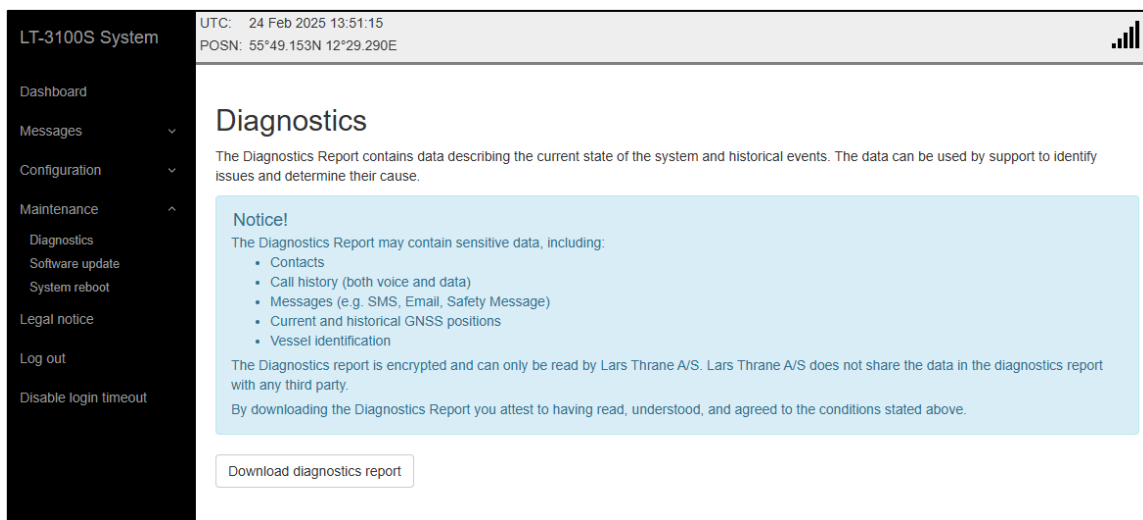 LT-3100S System
UTC: 24 Feb 2025 13:51:15
POSN: 55°49.153N 12°29.290E
Dashboard
Messages
Configuration
Maintenance
Diagnostics
Software update
System reboot
Legal notice
Log out
Disable login timeout
Diagnostics
The Diagnostics Report contains data describing the current state of the system and historical events. The data can be used by support to identify
issues and determine their cause.
Notice!
The Diagnostics Report may contain sensitive data, including:
• Contacts
• Call history (both voice and data)
• Messages (e.g. SMS, Email, Safety Message)
• Current and historical GNSS positions
• Vessel identification
The Diagnostics report is encrypted and can only be read by Lars Thrane A/S. Lars Thrane A/S does not share the data in the diagnostics report
with any third party.
By downloading the Diagnostics Report you attest to having read, understood, and agreed to the conditions stated above.
Download diagnostics report